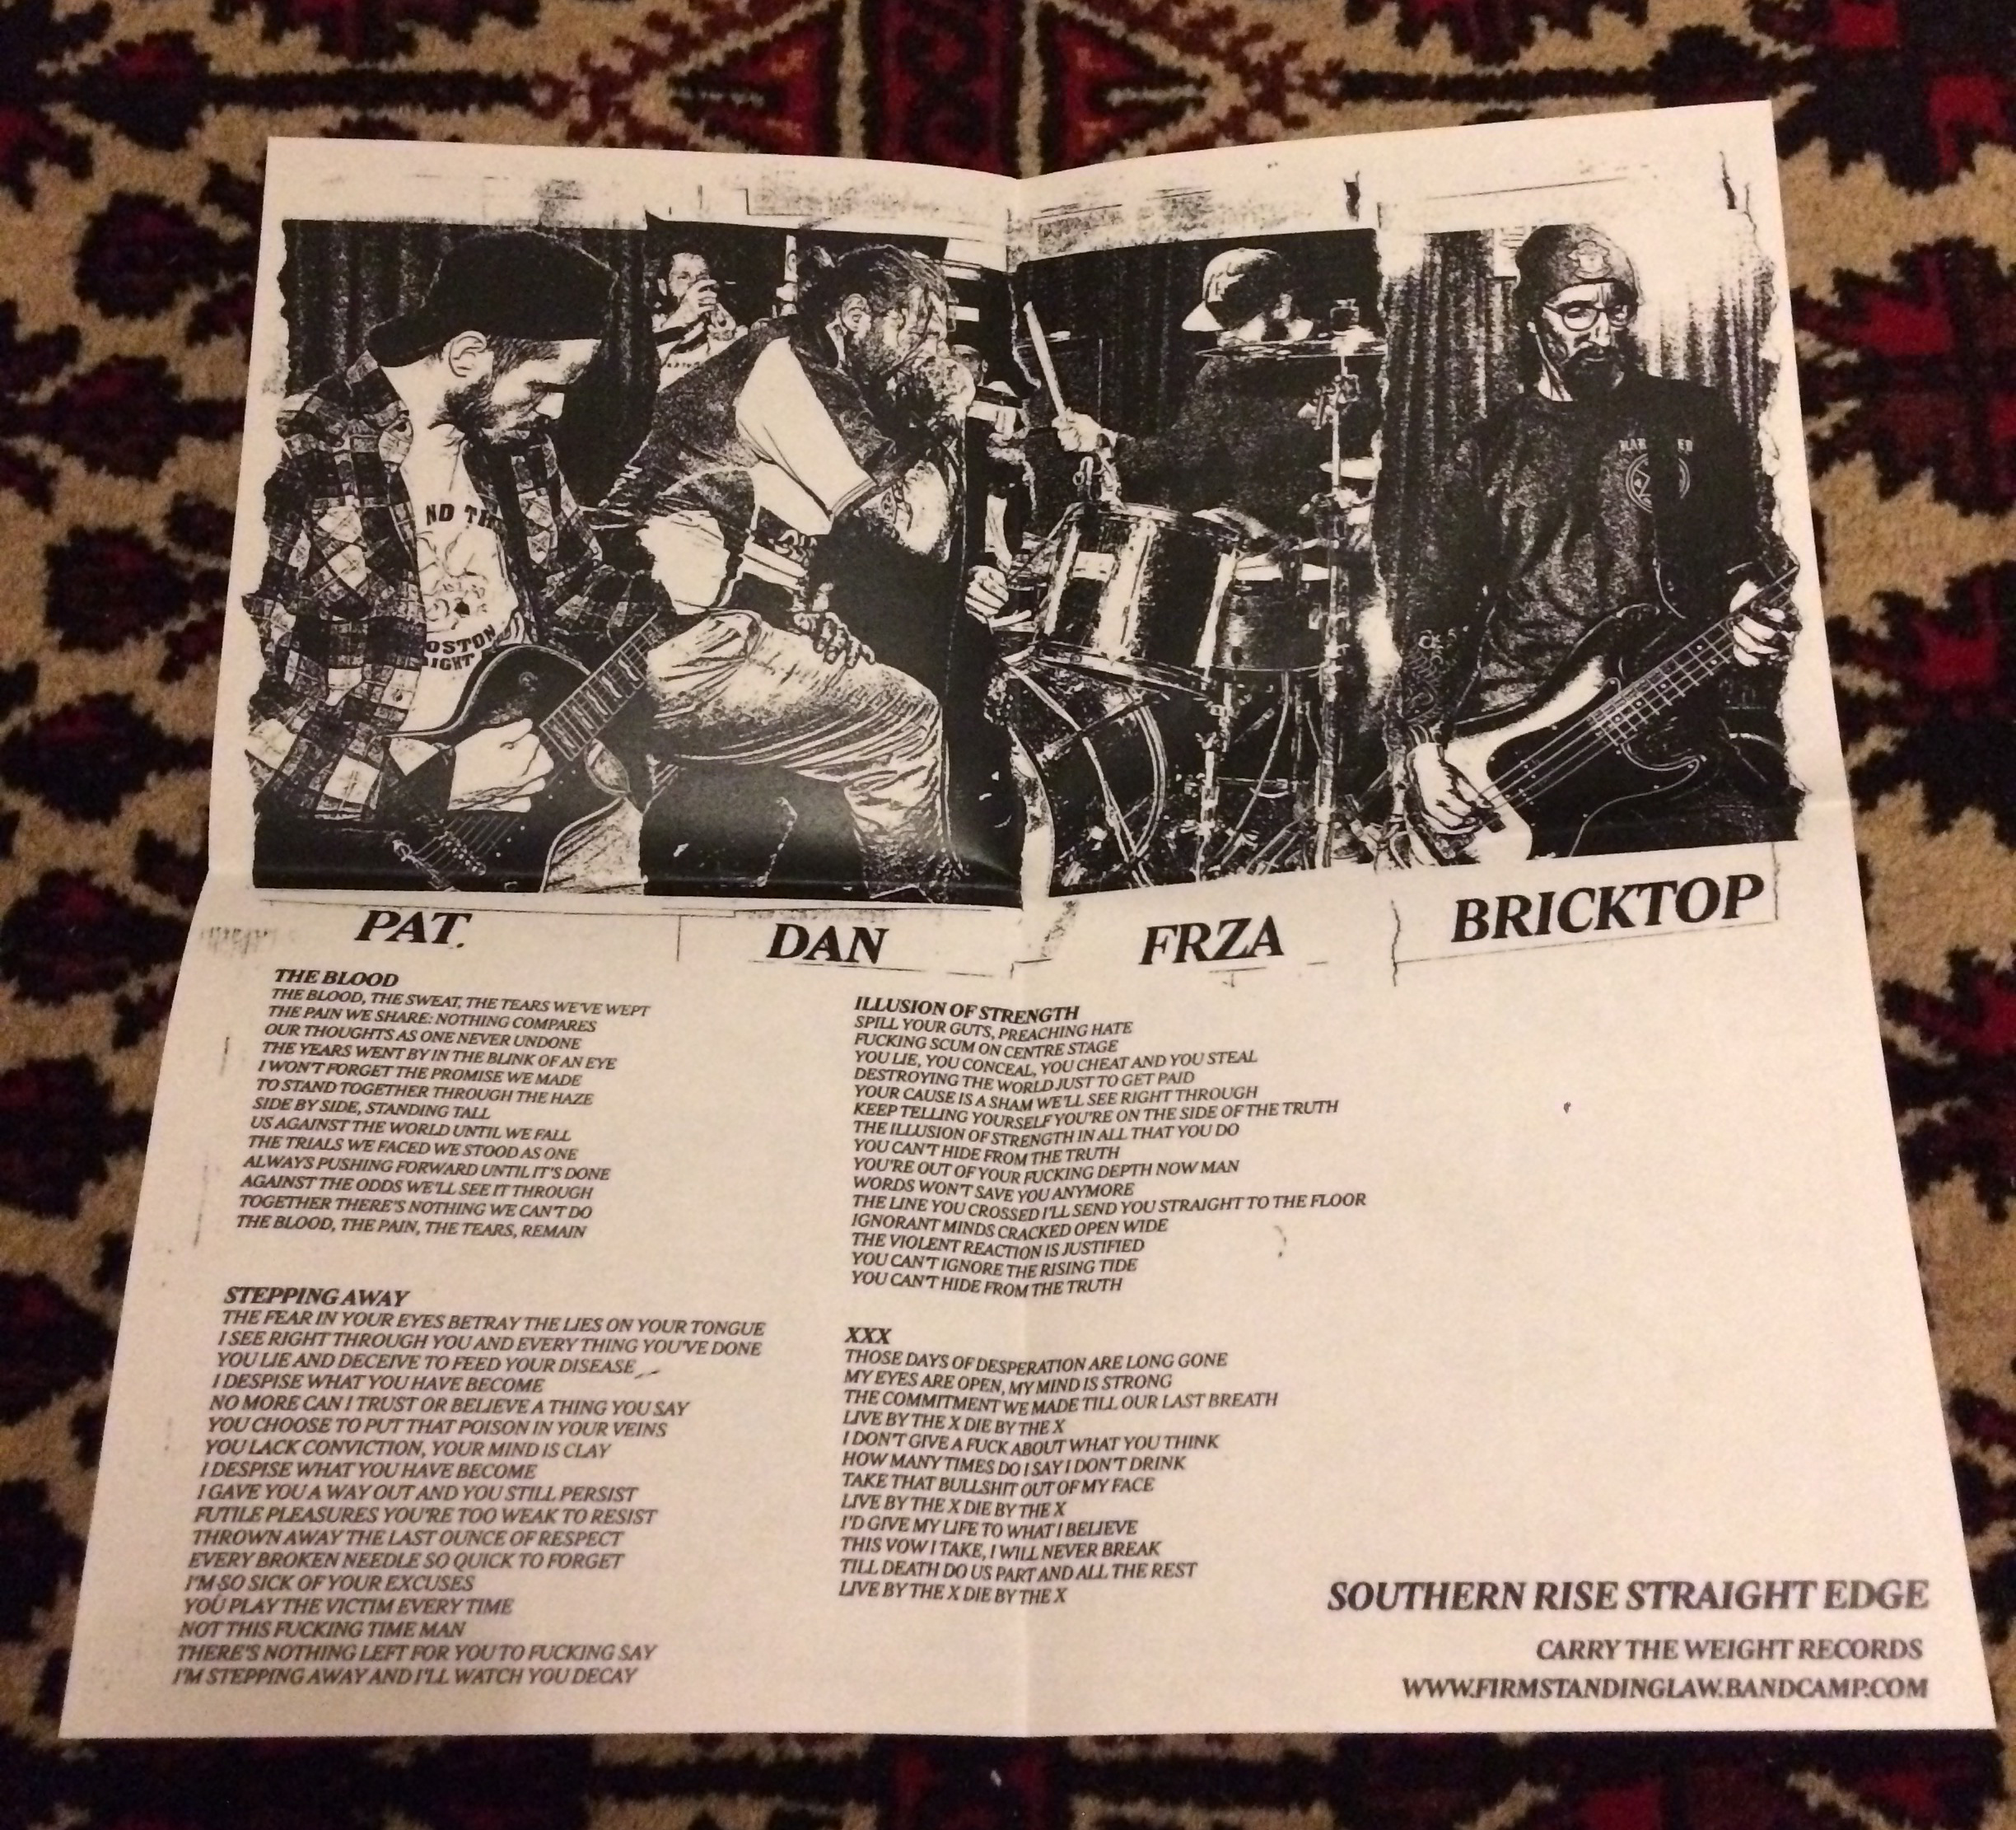 ND TH
OSTON
IGHT
PAT.
DAN
FRZA
BRICKTOP
THE BLOOD
THE BLOOD, THE SWEAT, THE TEARS WE'VE WEPT
THE PAIN WE SHARE: NOTHING COMPARES
OUR THOUGHTS AS ONE NEVER UNDONE
THE YEARS WENT BY IN THE BLINK OF AN EYE
I WON'T FORGET THE PROMISE WE MADE
TO STAND TOGETHER THROUGH THE HAZE
SIDE BY SIDE, STANDING TALL
US AGAINST THE WORLD UNTIL WE FALL
THE TRIALS WE FACED WE STOOD AS ONE
ALWAYS PUSHING FORWARD UNTIL IT'S DONE
AGAINST THE ODDS WE'LL SEE IT THROUGH
TOGETHER THERE'S NOTHING WE CAN'T DO
THE BLOOD, THE PAIN, THE TEARS, REMAIN
STEPPING AWAY
THE FEAR IN YOUR EYES BETRAY THE LIES ON YOUR TONGUE
I SEE RIGHT THROUGH YOU AND EVERY THING YOU'VE DONE
YOU LIE AND DECEIVE TO FEED YOUR DISEASE
I DESPISE WHAT YOU HAVE BECOME
NO MORE CAN I TRUST OR BELIEVE A THING YOU SAY
YOU CHOOSE TO PUT THAT POISON IN YOUR VEINS
YOU LACK CONVICTION, YOUR MIND IS CLAY
I DESPISE WHAT YOU HAVE BECOME
I GAVE YOU A WAY OUT AND YOU STILL PERSIST
FUTILE PLEASURES YOU'RE TOO WEAK TO RESIST
THROWN AWAY THE LAST OUNCE OF RESPECT
EVERY BROKEN NEEDLE SO QUICK TO FORGET
I'M SO SICK OF YOUR EXCUSES
YOU PLAY THE VICTIM EVERY TIME
NOT THIS FUCKING TIME MAN
THERE'S NOTHING LEFT FOR YOU TO FUCKING SAY
I'M STEPPING AWAY AND I'LL WATCH YOU DECAY
ILLUSION OF STRENGTH
SPILL YOUR GUTS, PREACHING HATE
FUCKING SCUM ON CENTRE STAGE
YOU LIE, YOU CONCEAL, YOU CHEAT AND YOU STEAL
DESTROYING THE WORLD JUST TO GET PAID
YOUR CAUSE IS A SHAM WE'LL SEE RIGHT THROUGH
KEEP TELLING YOURSELF YOU'RE ON THE SIDE OF THE TRUTH
THE ILLUSION OF STRENGTH IN ALL THAT YOU DO
YOU CAN'T HIDE FROM THE TRUTH
YOU'RE OUT OF YOUR FUCKING DEPTH NOW MAN
WORDS WON'T SAVE YOU ANYMORE
THE LINE YOU CROSSED I'LL SEND YOU STRAIGHT TO THE FLOOR
IGNORANT MINDS CRACKED OPEN WIDE
THE VIOLENT REACTION IS JUSTIFIED
YOU CAN'T IGNORE THE RISING TIDE
YOU CAN'T HIDE FROM THE TRUTH
XXX
THOSE DAYS OF DESPERATION ARE LONG GONE
MY EYES ARE OPEN, MY MIND IS STRONG
THE COMMITMENT WE MADE TILL OUR LAST BREATH
LIVE BY THE X DIE BY THE X
I DON'T GIVE A FUCK ABOUT WHAT YOU THINK
HOW MANY TIMES DO I SAY I DON'T DRINK
TAKE THAT BULLSHIT OUT OF MY FACE
LIVE BY THE X DIE BY THE X
I'D GIVE MY LIFE TO WHAT I BELIEVE
THIS VOW I TAKE, I WILL NEVER BREAK
TILL DEATH DO US PART AND ALL THE REST
LIVE BY THE X DIE BY THE X
SOUTHERN RISE STRAIGHT EDGE
CARRY THE WEIGHT RECORDS
WWW.FIRMSTANDINGLAW.BANDCAMP.COM